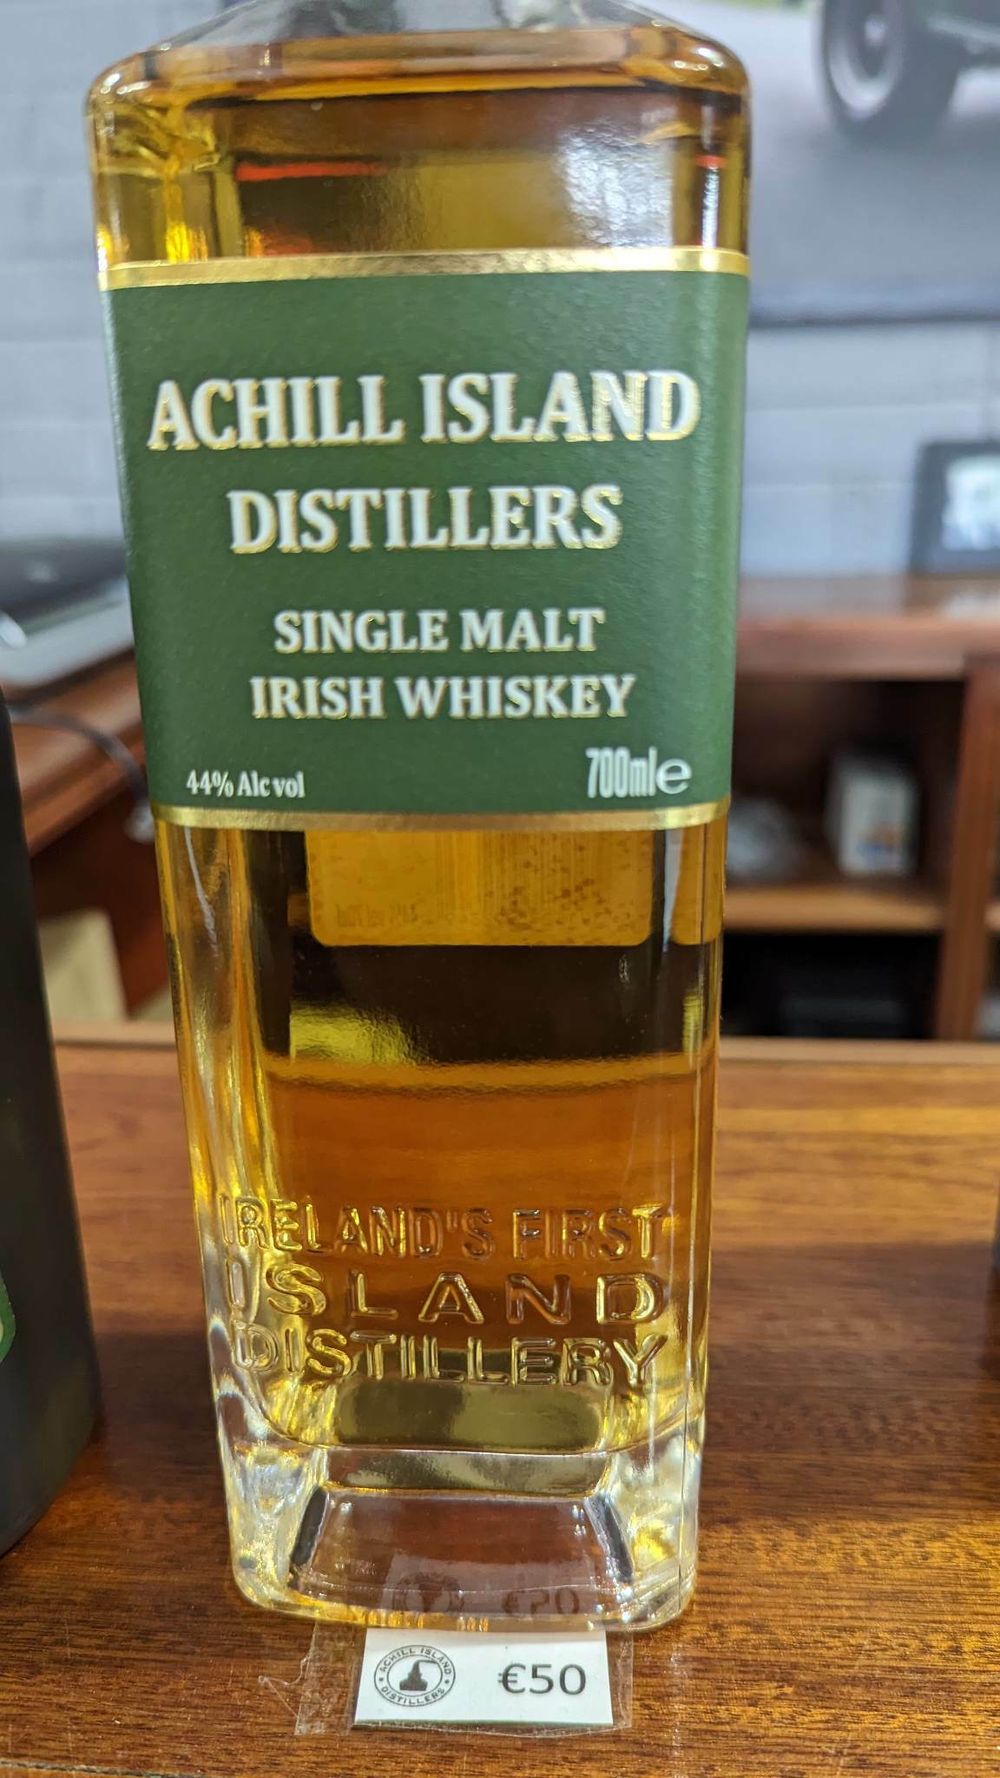 ACHILL ISLAND
DISTILLERS
SINGLE MALT
IRISH WHISKEY
44% Alc vol
700ml℮
IRELAND'S FIRST
ISLAND
DISTILLERY
ACHILL ISLAND
DISTILLERS
€50